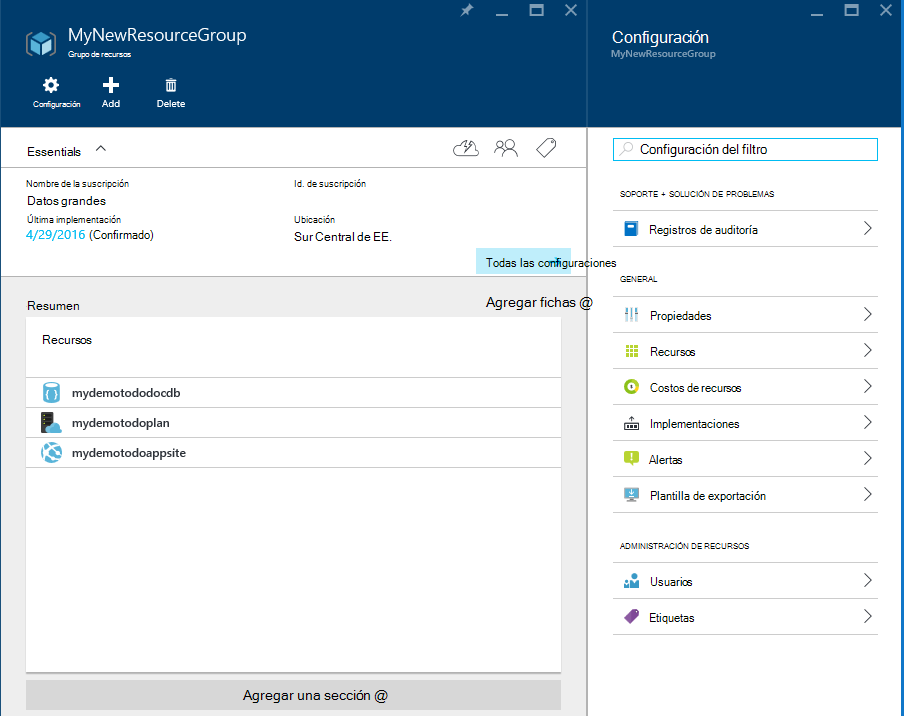 MyNewResourceGroup
Grupo de recursos
Configuración
Add
Delete
Essentials
Nombre de la suscripción
Id. de suscripción
Datos grandes
Última implementación
Ubicación
4/29/2016 (Confirmado)
Sur Central de EE.
Todas las configuraciones
Resumen
Agregar fichas @
Recursos
mydemotododocdb
mydemotodoplan
mydemotodoappsite
Agregar una sección @
Configuración
MyNewResourceGroup
Configuración del filtro
SOPORTE + SOLUCIÓN DE PROBLEMAS
Registros de auditoría
GENERAL
Propiedades
Recursos
Costos de recursos
Implementaciones
Alertas
Plantilla de exportación
ADMINISTRACIÓN DE RECURSOS
Usuarios
Etiquetas